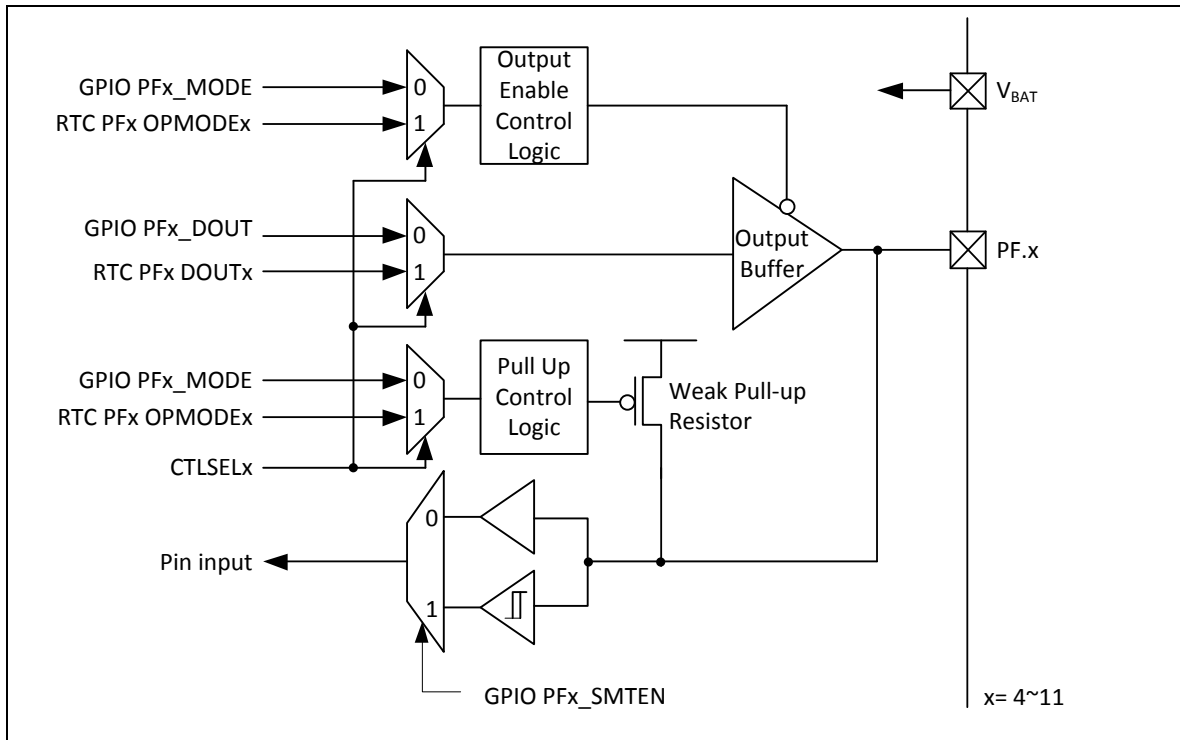 GPIO PFx_MODE
RTC PFx OPMODEx
0
1
Output
Enable
Control
Logic
V_BAT
GPIO PFx_DOUT
RTC PFx DOUTx
0
1
Output
Buffer
PF.x
GPIO PFx_MODE
RTC PFx OPMODEx
CTLSELx
0
1
Pull Up
Control
Logic
Weak Pull-up
Resistor
Pin input
0
1
GPIO PFx_SMTEN
x= 4~11